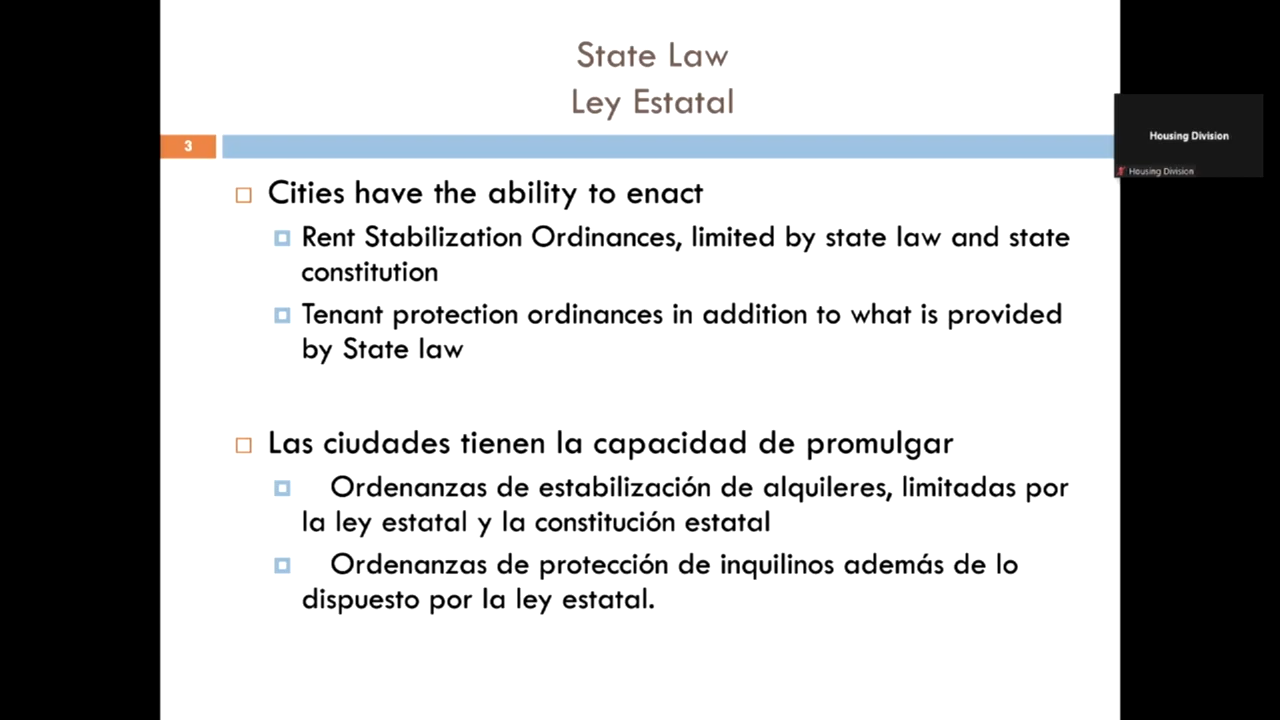 State Law
Ley Estatal
3
Housing Division
Housing Division
Cities have the ability to enact
Rent Stabilization Ordinances, limited by state law and state
constitution
Tenant protection ordinances in addition to what is provided
by State law
Las ciudades tienen la capacidad de promulgar
Ordenanzas de estabilización de alquileres, limitadas por
la ley estatal y la constitución estatal
Ordenanzas de protección de inquilinos además de lo
dispuesto por la ley estatal.